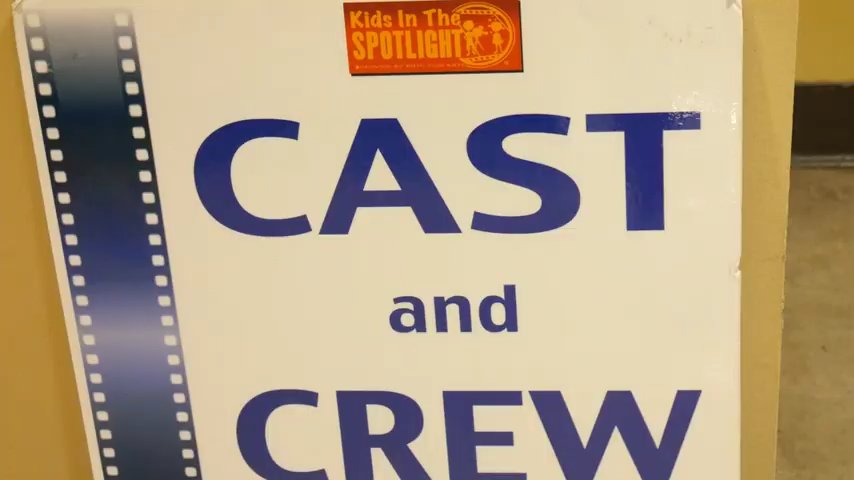 Kids In The
SPOTLIGHT
CAST
and
CREW